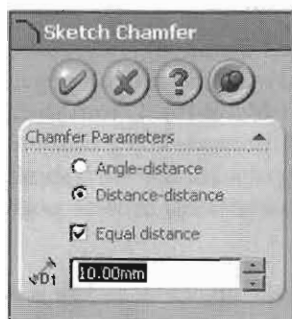 Sketch Chamfer
?
Chamfer Parameters
Angle-distance
Distance-distance
Equal distance
D1 10.00mm